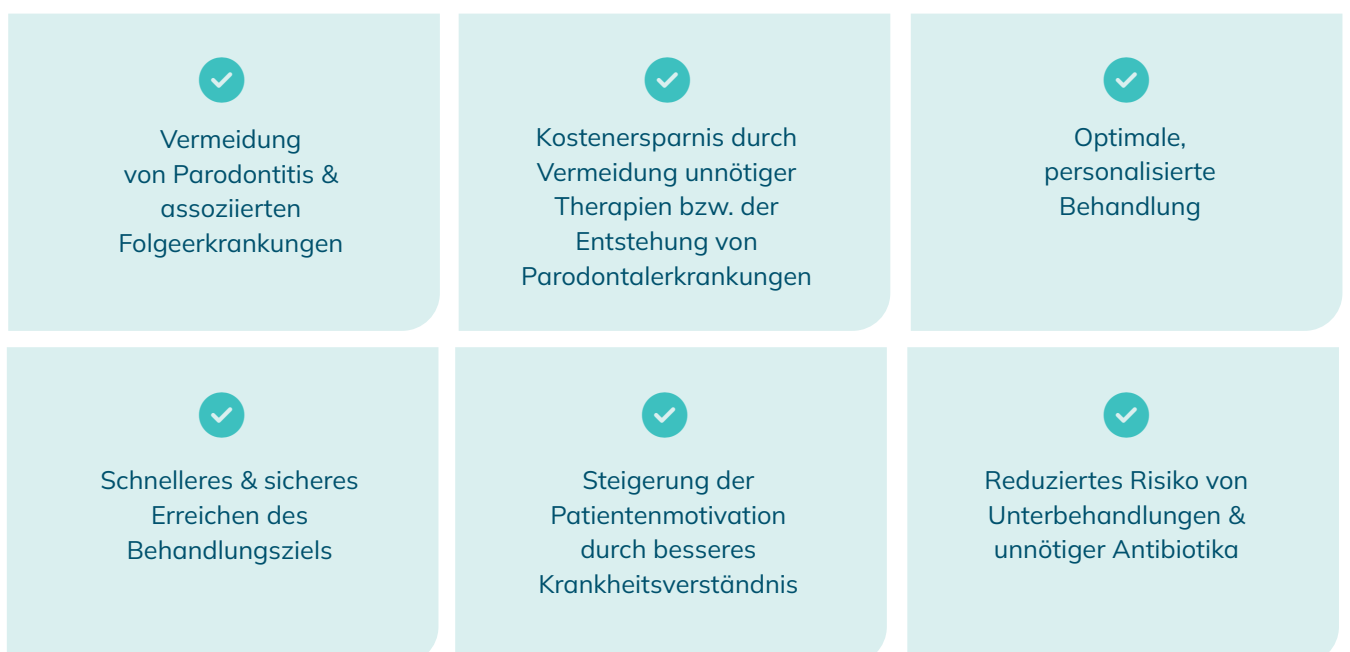 Vermeidung
von Parodontitis &
assoziierten
Folgeerkrankungen
Kostenersparnis durch
Vermeidung unnötiger
Therapien bzw. der
Entstehung von
Parodontalerkrankungen
Optimale,
personalisierte
Behandlung
Schnelleres & sicheres
Erreichen des
Behandlungsziels
Steigerung der
Patientenmotivation
durch besseres
Krankheitsverständnis
Reduziertes Risiko von
Unterbehandlungen &
unnötiger Antibiotika